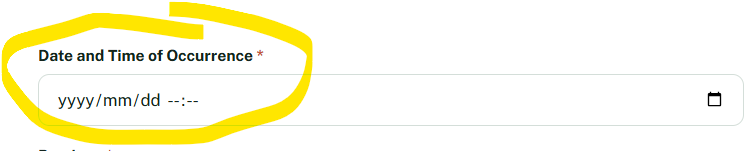 Date and Time of Occurrence *
yyyy/mm/dd --:--